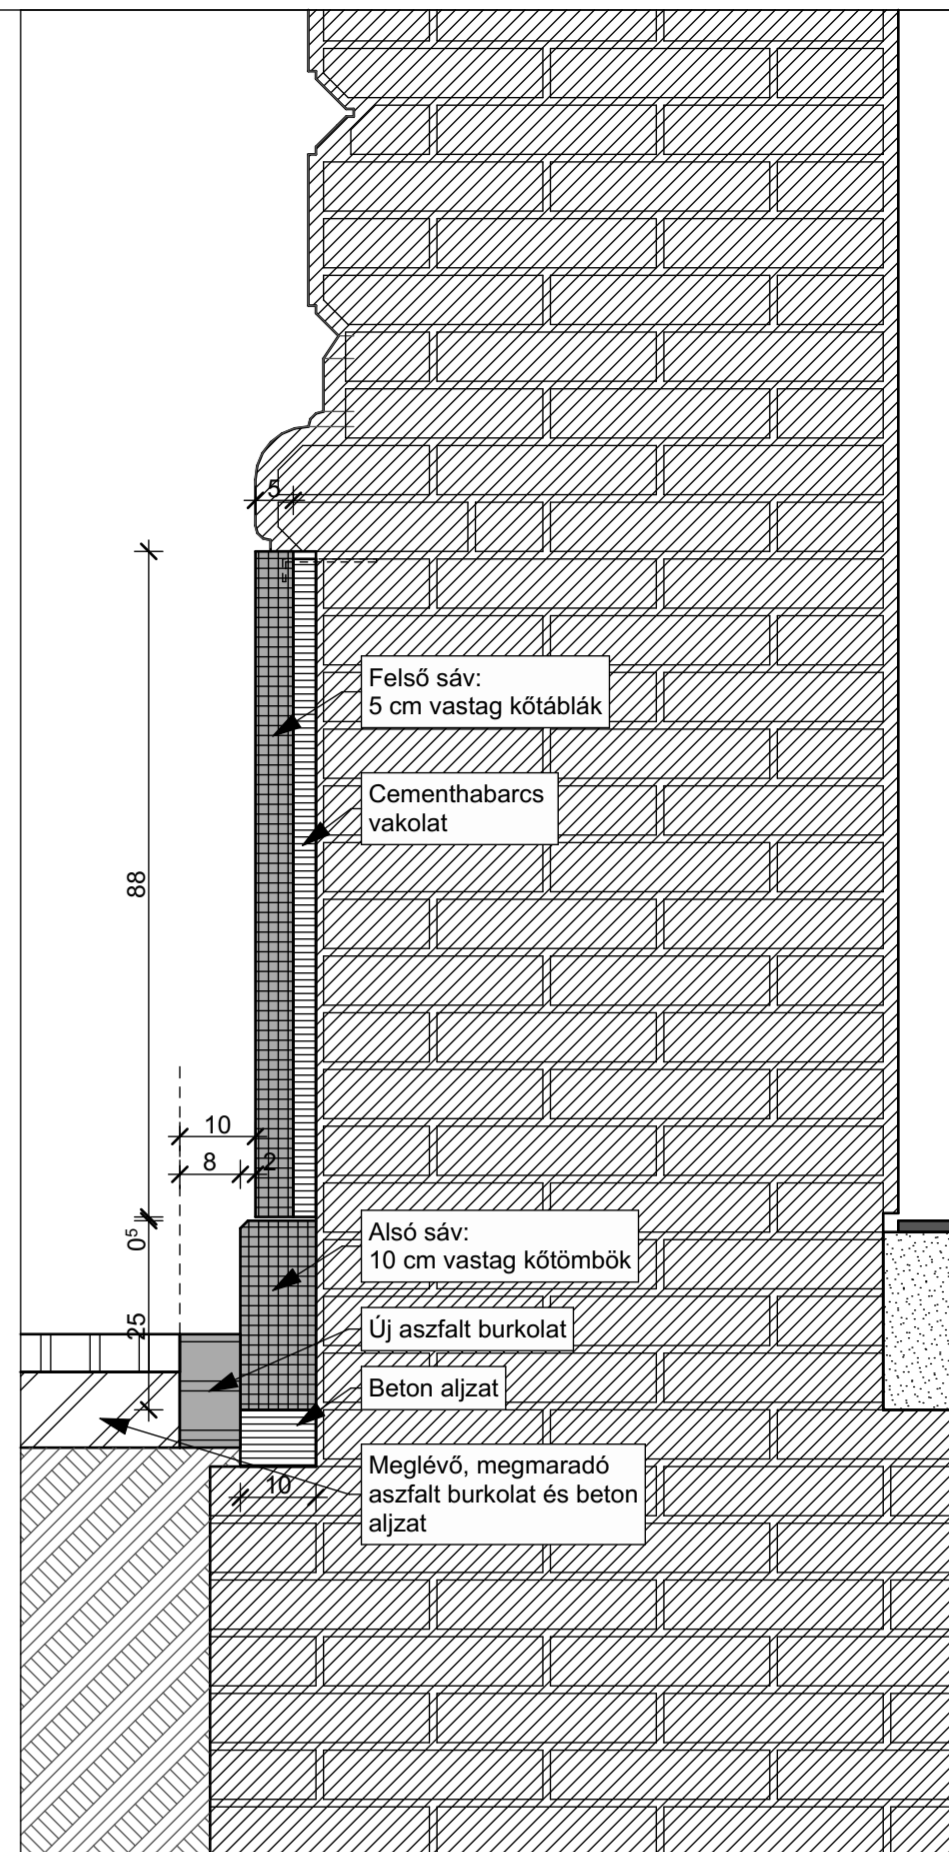 5
Felső sáv:
5 cm vastag kőtáblák
Cementhabarcs
vakolat
88
10
8
2
0⁵
Alsó sáv:
10 cm vastag kőtömbök
25
Új aszfalt burkolat
Beton aljzat
Meglévő, megmaradó
aszfalt burkolat és beton
aljzat
10